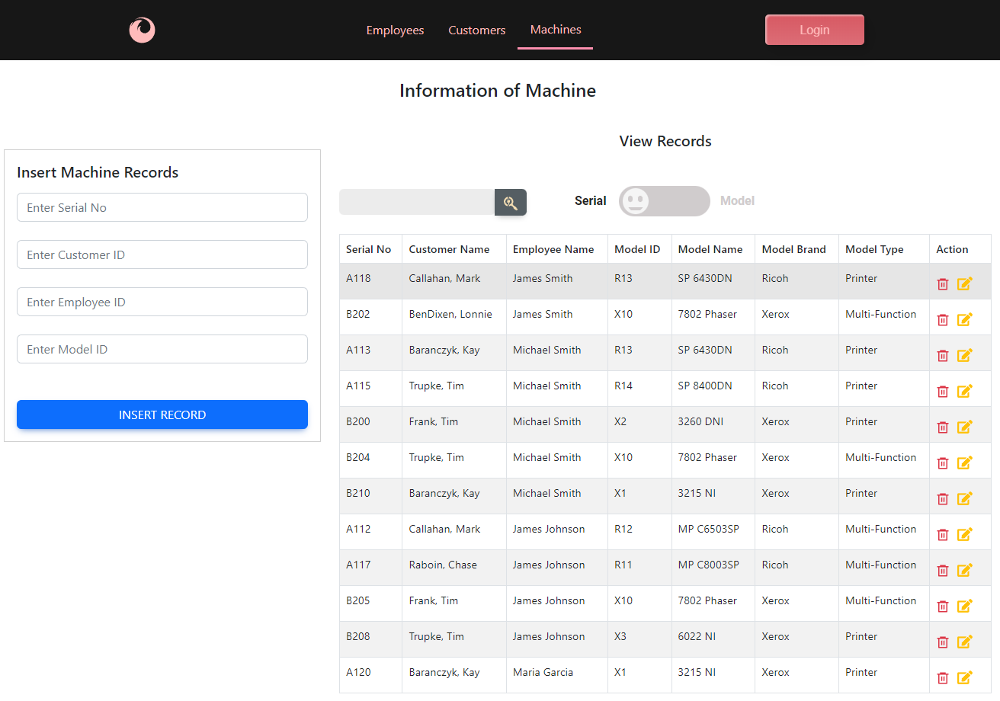 Employees Customers Machines Login
Information of Machine
View Records
Insert Machine Records
Enter Serial No
Enter Customer ID
Enter Employee ID
Enter Model ID
INSERT RECORD
Serial Model
Serial No Customer Name Employee Name Model ID Model Name Model Brand Model Type Action
A118 Callahan, Mark James Smith R13 SP 6430DN Ricoh Printer
B202 BenDixen, Lonnie James Smith X10 7802 Phaser Xerox Multi-Function
A113 Baranczyk, Kay Michael Smith R13 SP 6430DN Ricoh Printer
A115 Trupke, Tim Michael Smith R14 SP 8400DN Ricoh Printer
B200 Frank, Tim Michael Smith X2 3260 DNI Xerox Printer
B204 Trupke, Tim Michael Smith X10 7802 Phaser Xerox Multi-Function
B210 Baranczyk, Kay Michael Smith X1 3215 NI Xerox Printer
A112 Callahan, Mark James Johnson R12 MP C6503SP Ricoh Multi-Function
A117 Raboin, Chase James Johnson R11 MP C8003SP Ricoh Multi-Function
B205 Frank, Tim James Johnson X10 7802 Phaser Xerox Multi-Function
B208 Trupke, Tim James Johnson X3 6022 NI Xerox Printer
A120 Baranczyk, Kay Maria Garcia X1 3215 NI Xerox Printer